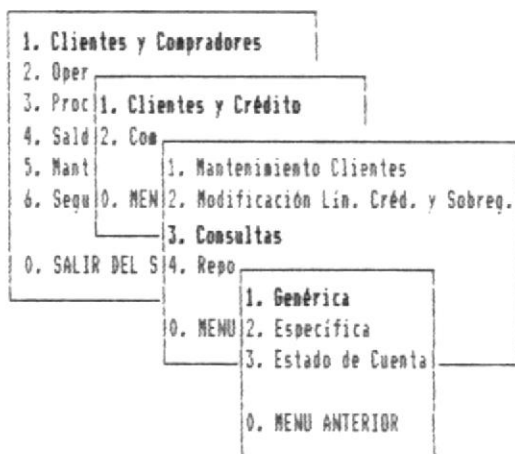 1. Clientes y Compradores
2. Oper
3. Proc
4. Sald
5. Mant
6. Segu
0. SALIR DEL S
1. Clientes y Crédito
2. Com
0. MEN
1. Mantenimiento Clientes
2. Modificación Lín. Créd. y Sobreg.
3. Consultas
4. Repo
0. MENU
1. Genérica
2. Específica
3. Estado de Cuenta
0. MENU ANTERIOR